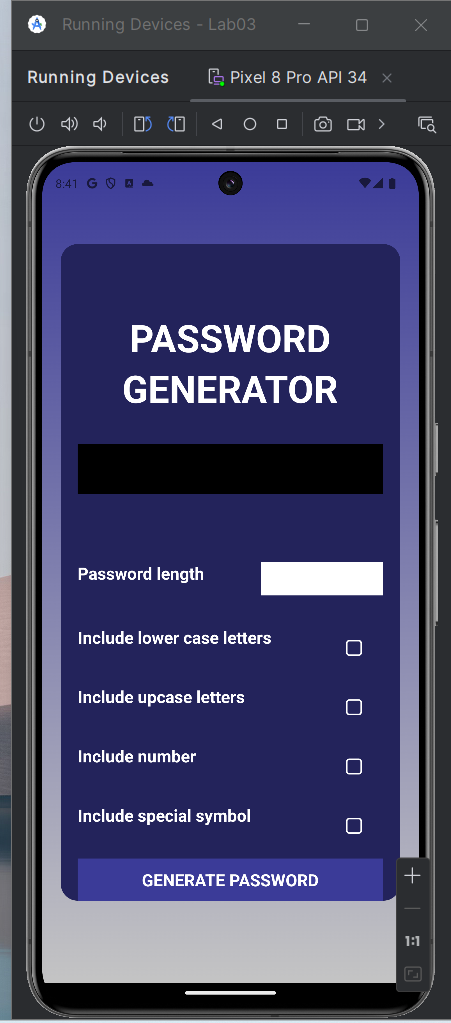 Running Devices - Lab03
Running Devices
Pixel 8 Pro API 34
8:41
PASSWORD
GENERATOR
Password length
Include lower case letters
Include upcase letters
Include number
Include special symbol
GENERATE PASSWORD
1:1